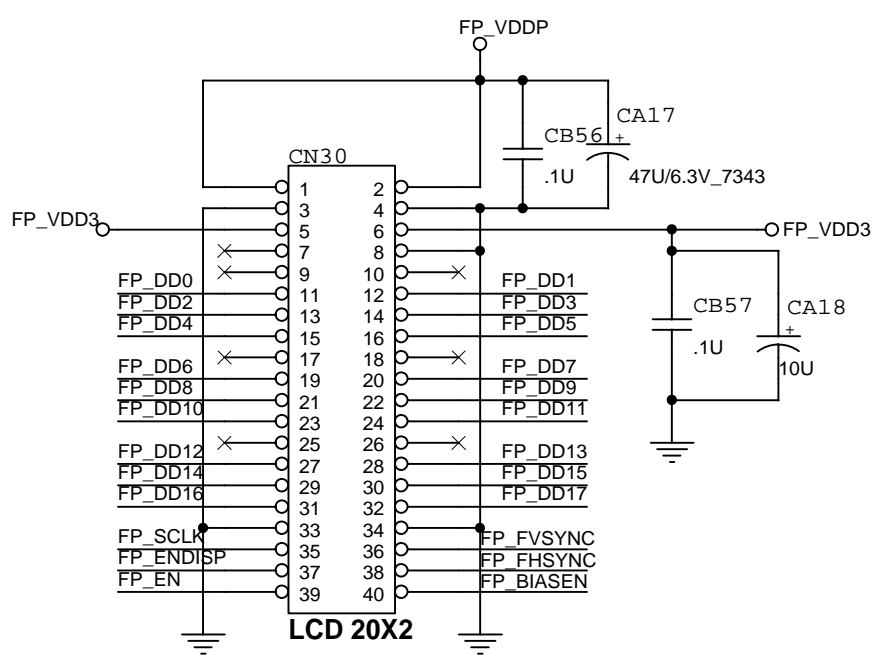 FP_VDDP
CA17
CB56 +
CN30
.1U 47U/6.3V_7343
1 2
3 4
FP_VDD3 5 6 FP_VDD3
7 8
9 10
FP_DD0 11 12 FP_DD1
FP_DD2 13 14 FP_DD3
FP_DD4 15 16 FP_DD5
17 18
FP_DD6 19 20 FP_DD7
FP_DD8 21 22 FP_DD9
FP_DD10 23 24 FP_DD11
25 26
FP_DD12 27 28 FP_DD13
FP_DD14 29 30 FP_DD15
FP_DD16 31 32 FP_DD17
33 34
FP_SCLK 35 36 FP_FVSYNC
FP_ENDISP 37 38 FP_FHSYNC
FP_EN 39 40 FP_BIASEN
CB57 CA18
+
.1U 10U
LCD 20X2